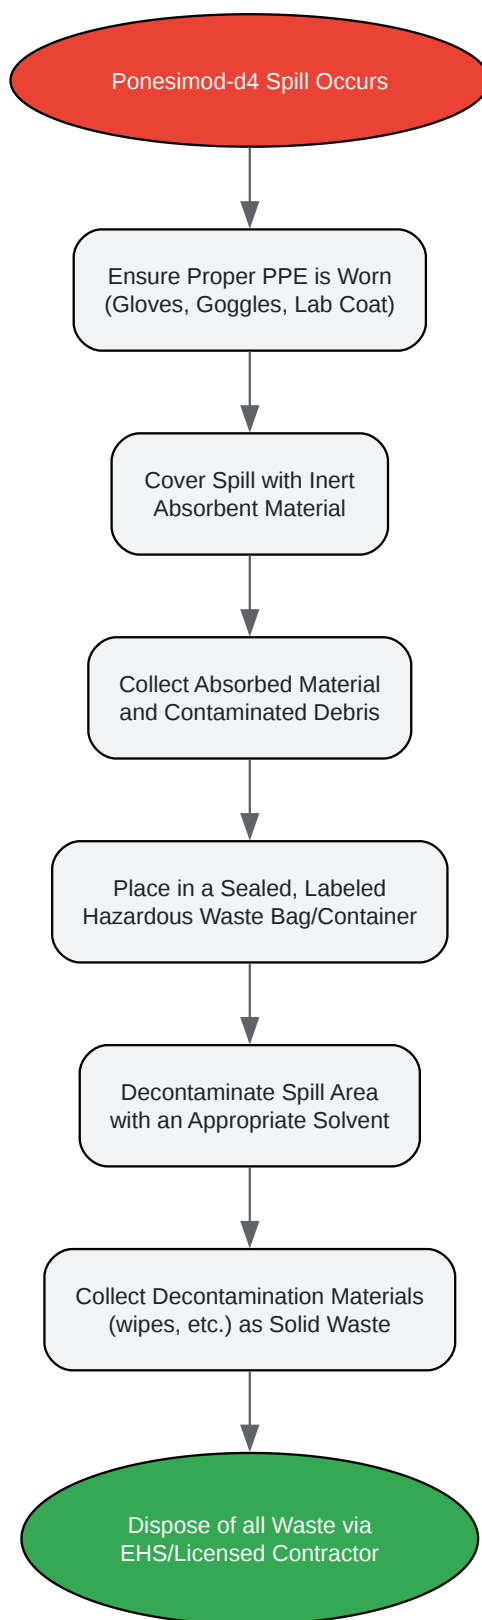 Ponesimod-d4 Spill Occurs
Ensure Proper PPE is Worn
(Gloves, Goggles, Lab Coat)
Cover Spill with Inert
Absorbent Material
Collect Absorbed Material
and Contaminated Debris
Place in a Sealed, Labeled
Hazardous Waste Bag/Container
Decontaminate Spill Area
with an Appropriate Solvent
Collect Decontamination Materials
(wipes, etc.) as Solid Waste
Dispose of all Waste via
EHS/Licensed Contractor